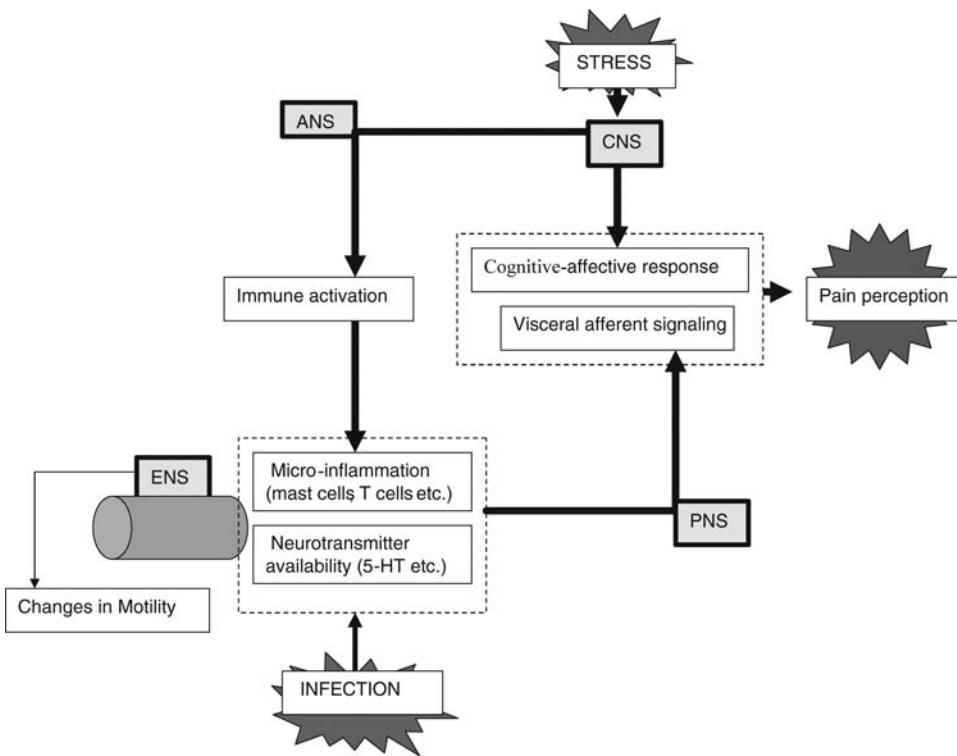 STRESS
ANS
CNS
Cognitive-affective response
Immune activation
Pain perception
Visceral afferent signaling
Micro-inflammation
(mast cells, T cells etc.)
ENS
PNS
Neurotransmitter
availability (5-HT etc.)
Changes in Motility
INFECTION